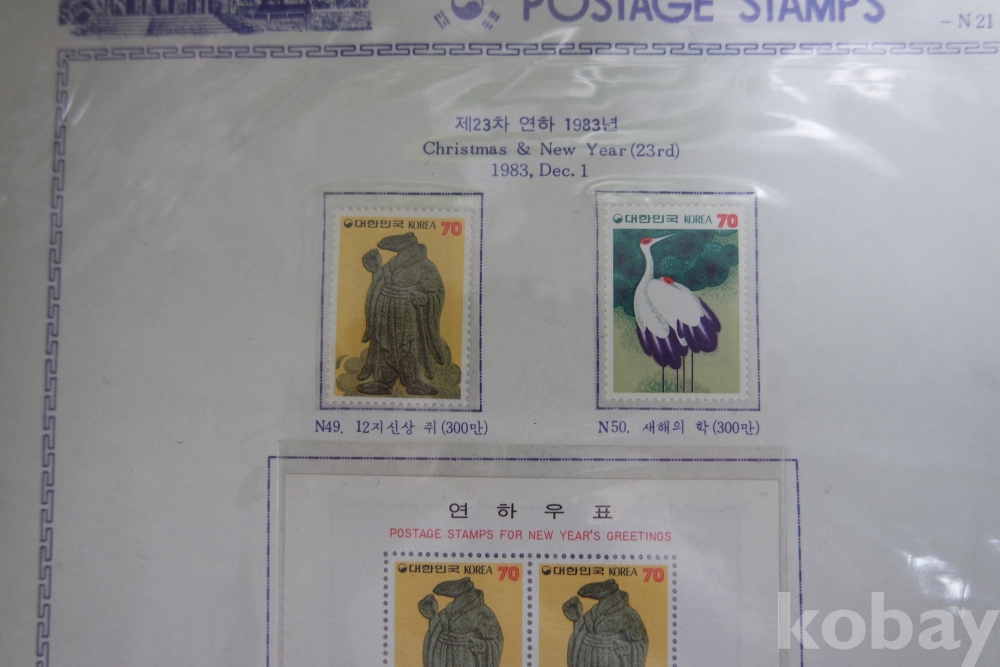 POSTAGE STAMPS
- N 21
제23차 연하 1983년
Christmas & New Year (23rd)
1983, Dec. 1
대한민국 KOREA 70
대한민국 KOREA 70
N49. 12지신상 쥐 (300만)
N50. 새해의 학 (300만)
연하우표
POSTAGE STAMPS FOR NEW YEAR'S GREETINGS
대한민국 KOREA 70
대한민국 KOREA 70
kobay